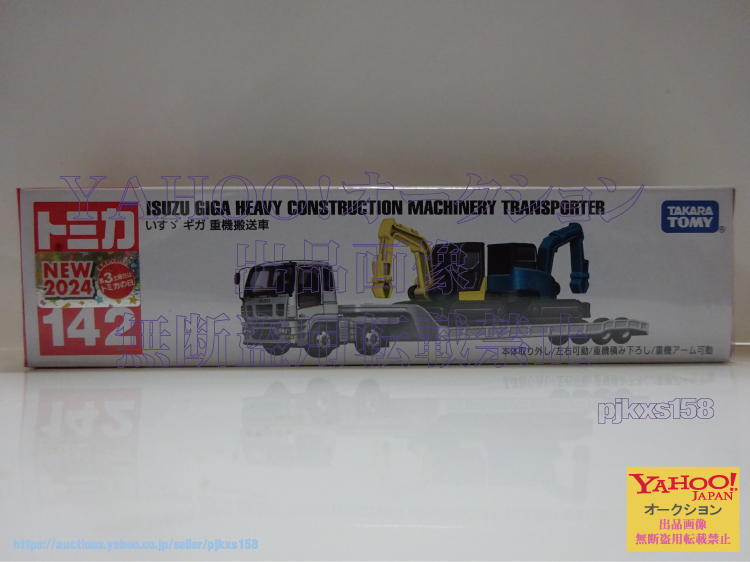 YAHOO!オークション
出品画像
無断盗用転載禁止
トミカ
NEW
2024
第3土曜日は
トミカの日
142
ISUZU GIGA HEAVY CONSTRUCTION MACHINERY TRANSPORTER
いすゞ ギガ 重機搬送車
TAKARA
TOMY
本体取り外し/左右可動/重機積み下ろし/重機アーム可動
pjkxs158
YAHOO!
JAPAN
オークション
出品画像
無断盗用転載禁止
https://auctions.yahoo.co.jp/seller/pjkxs158